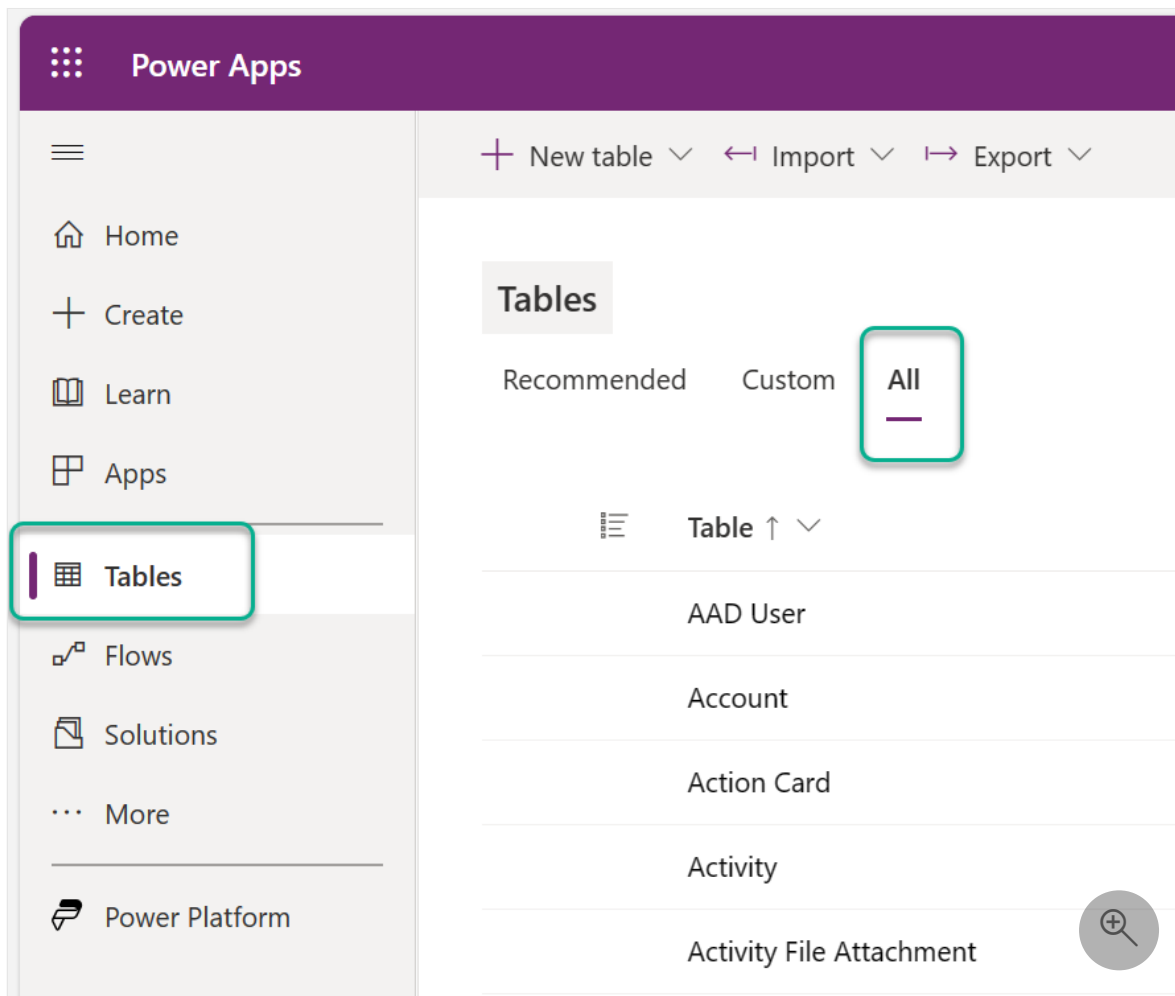 Power Apps
New table Import Export
Home
Create
Learn
Apps
Tables
Flows
Solutions
More
Power Platform
Tables
Recommended Custom All
Table
AAD User
Account
Action Card
Activity
Activity File Attachment